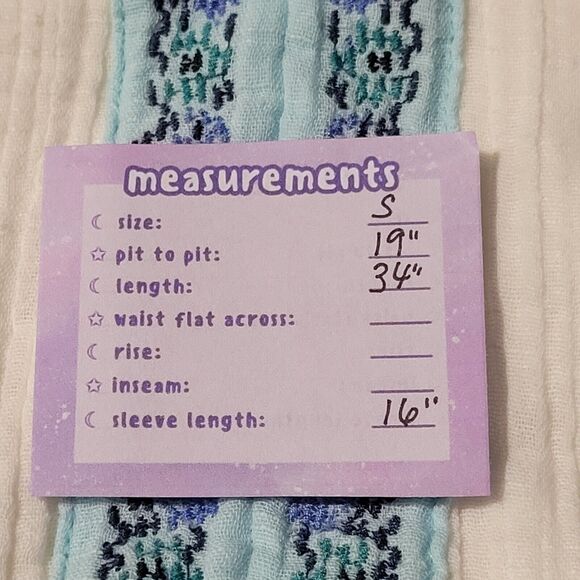 measurements
size: S
pit to pit: 19"
length: 34"
waist flat across:
rise:
inseam:
sleeve length: 16"